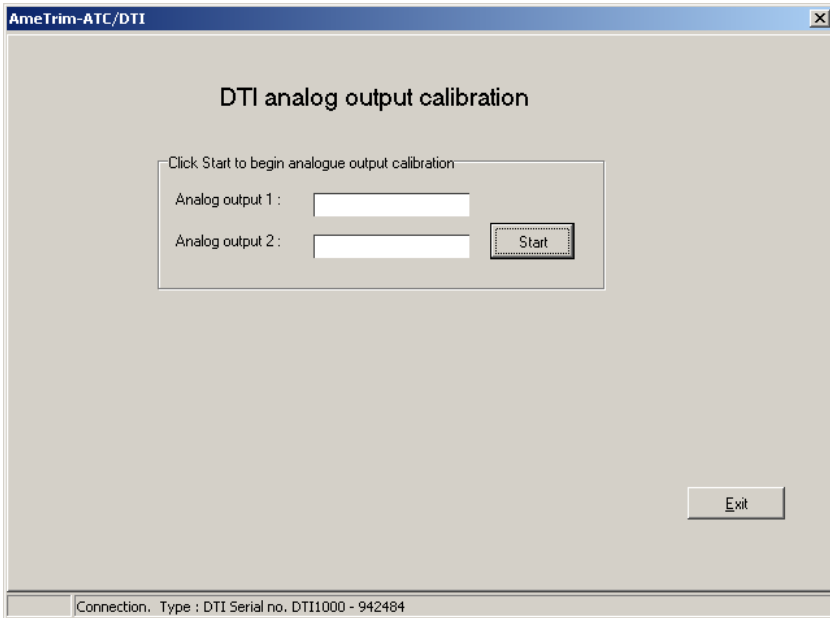 AmeTrim-ATC/DTI
DTI analog output calibration
Click Start to begin analogue output calibration
Analog output 1 :
Analog output 2 :
Start
Exit
Connection.  Type : DTI Serial no. DTI1000 - 942484